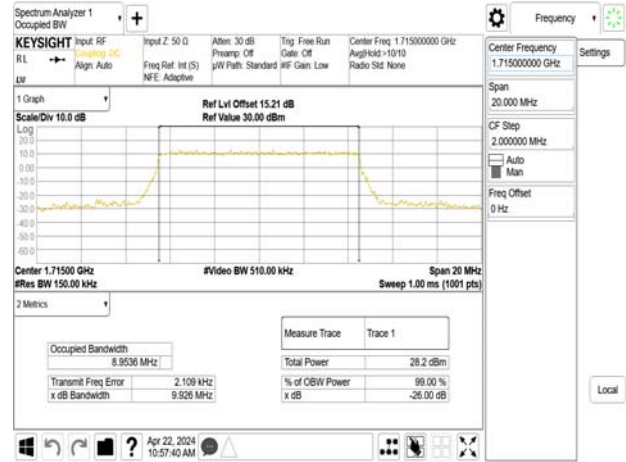 Spectrum Analyzer 1
Occupied BW
Frequency
KEYSIGHT
RL
Input: RF
Coupling: DC
Align: Auto
Input Z: 50 Ω
Freq Ref: Int (S)
NFE: Adaptive
Atten: 30 dB
Preamp: Off
µW Path: Standard
Trig: Free Run
Gate: Off
#IF Gain: Low
Center Freq: 1.715000000 GHz
Avg|Hold:>10/10
Radio Std: None
1 Graph
Scale/Div 10.0 dB
Ref Lvl Offset 15.21 dB
Ref Value 30.00 dBm
Log
20.0
10.0
0.00
-10.0
-20.0
-30.0
-40.0
-50.0
-60.0
Center 1.71500 GHz
#Res BW 150.00 kHz
#Video BW 510.00 kHz
Span 20 MHz
Sweep 1.00 ms (1001 pts)
2 Metrics
Measure Trace
Trace 1
Occupied Bandwidth
8.9536 MHz
Total Power
28.2 dBm
Transmit Freq Error
2.109 kHz
% of OBW Power
99.00 %
x dB Bandwidth
9.926 MHz
x dB
-26.00 dB
Center Frequency
1.715000000 GHz
Settings
Span
20.000 MHz
CF Step
2.000000 MHz
Auto
Man
Freq Offset
0 Hz
Local
?
Apr 22, 2024
10:57:40 AM